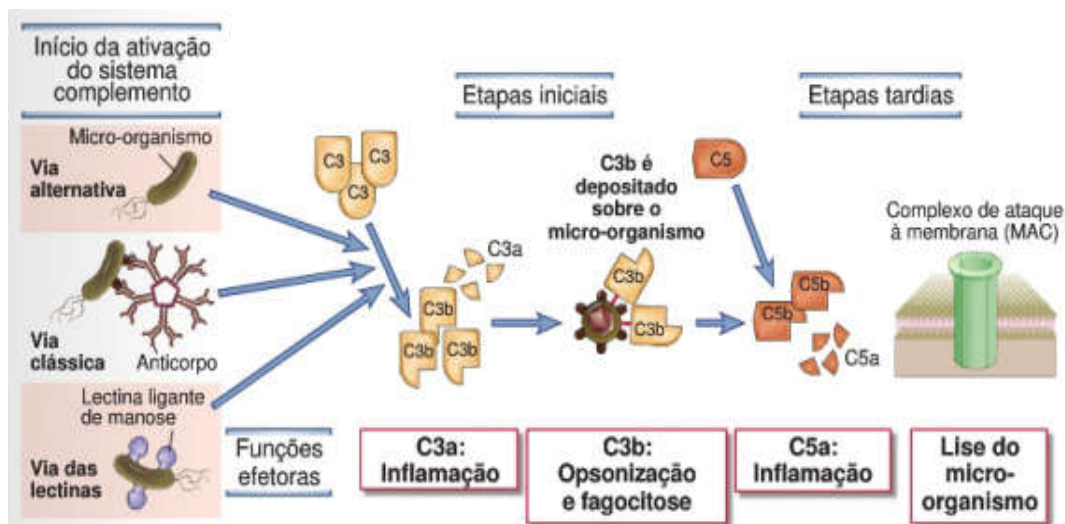 Início da ativação
do sistema
complemento
Etapas iniciais
Etapas tardias
Micro-organismo
Via
alternativa
C3
C3
C3
C3b é
depositado
sobre o
micro-organismo
C5
Complexo de ataque
à membrana (MAC)
C3a
C3b
C3b
C3b
C3b
C3b
C5b
C5b
C5a
Via
clássica
Anticorpo
Lectina ligante
de manose
Via das
lectinas
Funções
efetoras
C3a:
Inflamação
C3b:
Opsonização
e fagocitose
C5a:
Inflamação
Lise do
micro-
organismo